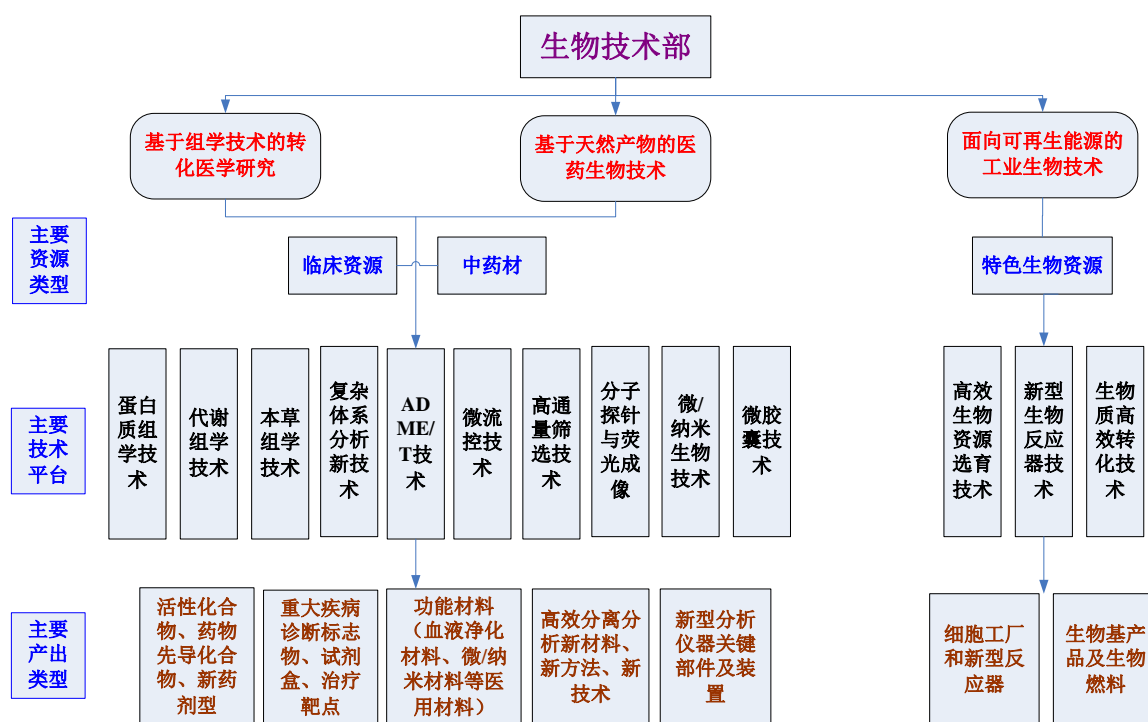 生物技术部
基于组学技术的转
化医学研究
基于天然产物的医
药生物技术
面向可再生能源的
工业生物技术
主要
资源
类型
临床资源
中药材
特色生物资源
主要
技术
平台
蛋白
质组
学技
术
代谢
组学
技术
本草
组学
技术
复杂
体系
分析
新技
术
AD
ME/
T技
术
微流
控技
术
高通
量筛
选技
术
分子
探针
与荧
光成
像
微/
纳米
生物
技术
微胶
囊技
术
高效
生物
资源
选育
技术
新型
生物
反应
器技
术
生物
质高
效转
化技
术
主要
产出
类型
活性化合
物、药物
先导化合
物、新药
剂型
重大疾病
诊断标志
物、试剂
盒、治疗
靶点
功能材料
（血液净化
材料、微/纳
米材料等医
用材料）
高效分离分
析新材料、
新方法、新
技术
新型分析
仪器关键
部件及装
置
细胞工厂
和新型反
应器
生物基产
品及生物
燃料